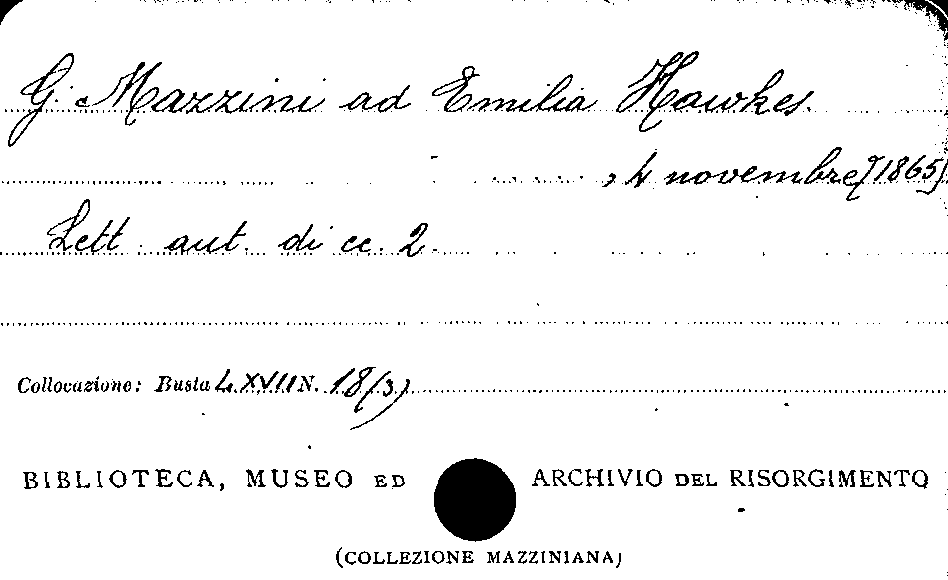 G. Mazzini ad Emilia Hawkes.
, 4 novembre [1865]
Lett. aut. di cc. 2.
Collocazione: Busta LXVII N. 18(3)
BIBLIOTECA, MUSEO ED ARCHIVIO DEL RISORGIMENTO
(COLLEZIONE MAZZINIANA)